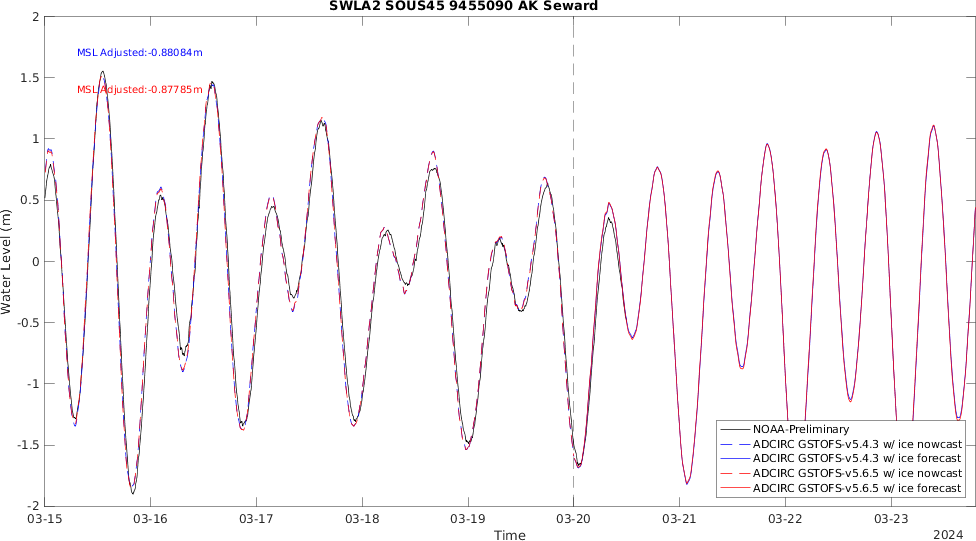 SWLA2 SOUS45 9455090 AK Seward
2
MSL Adjusted:-0.88084m
1.5
MSL Adjusted:-0.87785m
1
0.5
0
-0.5
-1
-1.5
-2
Water Level (m)
NOAA-Preliminary
ADCIRC GSTOFS-v5.4.3 w/ ice nowcast
ADCIRC GSTOFS-v5.4.3 w/ ice forecast
ADCIRC GSTOFS-v5.6.5 w/ ice nowcast
ADCIRC GSTOFS-v5.6.5 w/ ice forecast
03-15 03-16 03-17 03-18 03-19 03-20 03-21 03-22 03-23
Time
2024